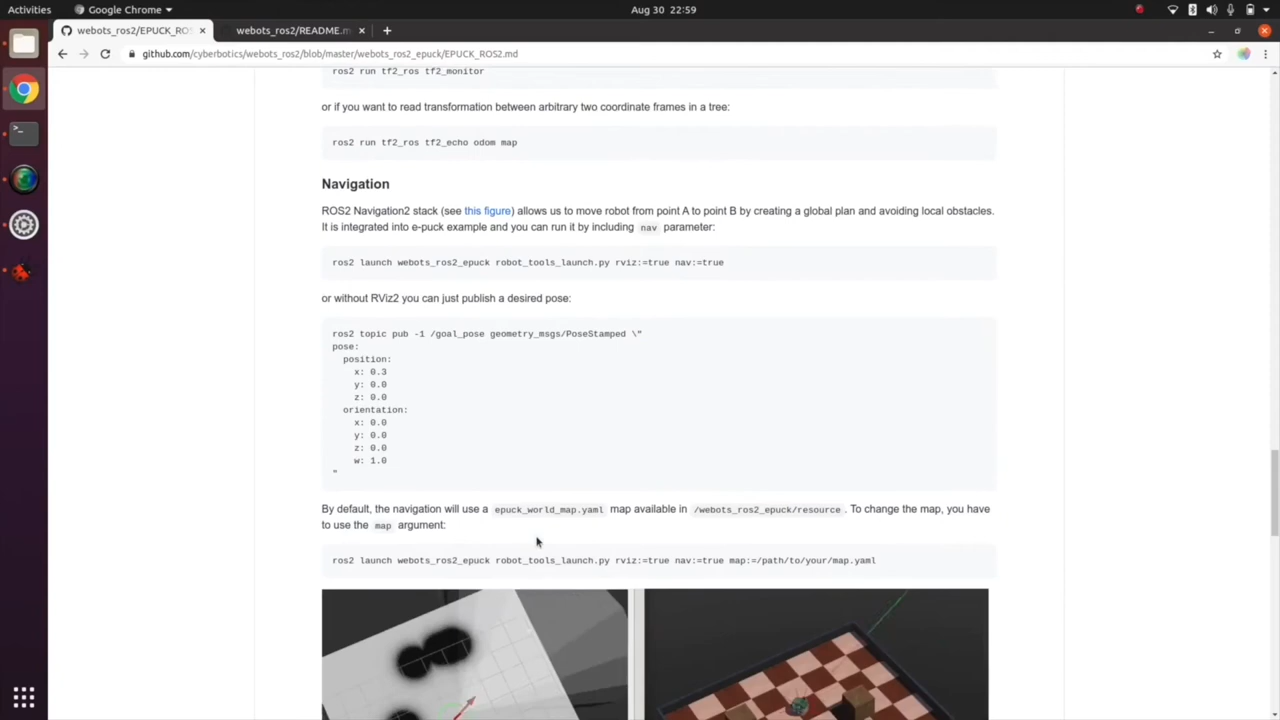 Activities
Google Chrome
Aug 30 22:59
webots_ros2/EPUCK_ROS
webots_ros2/README.m
github.com/cyberbotics/webots_ros2/blob/master/webots_ros2_epuck/EPUCK_ROS2.md
ros2 run tf2_ros tf2_monitor
or if you want to read transformation between arbitrary two coordinate frames in a tree:
ros2 run tf2_ros tf2_echo odom map
Navigation
ROS2 Navigation2 stack (see this figure) allows us to move robot from point A to point B by creating a global plan and avoiding local obstacles.
It is integrated into e-puck example and you can run it by including nav parameter:
ros2 launch webots_ros2_epuck robot_tools_launch.py rviz:=true nav:=true
or without RViz2 you can just publish a desired pose:
ros2 topic pub -1 /goal_pose geometry_msgs/PoseStamped \"
pose:
position:
x: 0.3
y: 0.0
z: 0.0
orientation:
x: 0.0
y: 0.0
z: 0.0
w: 1.0
"
By default, the navigation will use a epuck_world_map.yaml map available in /webots_ros2_epuck/resource. To change the map, you have
to use the map argument:
ros2 launch webots_ros2_epuck robot_tools_launch.py rviz:=true nav:=true map:=/path/to/your/map.yaml